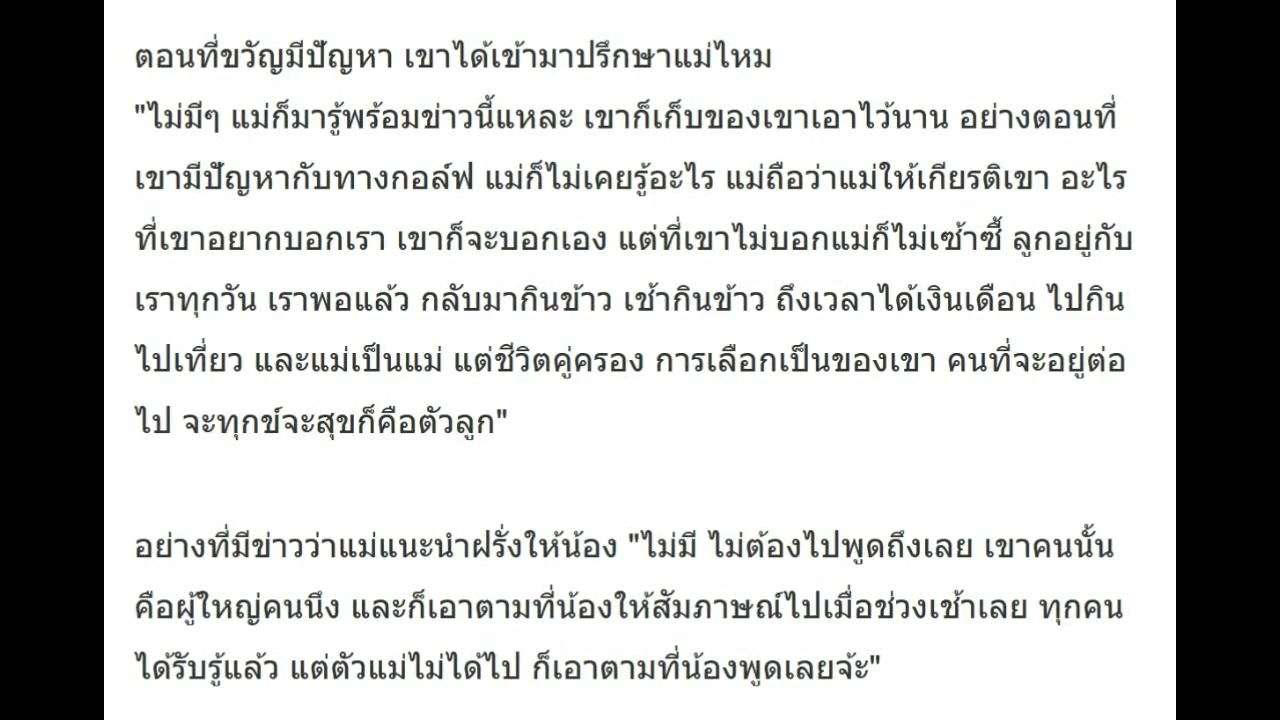 ตอนที่ขวัญมีปัญหา เขาได้เข้ามาปรึกษาแม่ไหม
"ไม่มีๆ แม่ก็มารู้พร้อมข่าวนี้แหละ เขาก็เก็บของเขาเอาไว้นาน อย่างตอนที่
เขามีปัญหากับทางกอล์ฟ แม่ก็ไม่เคยรู้อะไร แม่ถือว่าแม่ให้เกียรติเขา อะไร
ที่เขาอยากบอกเรา เขาก็จะบอกเอง แต่ที่เขาไม่บอกแม่ก็ไม่เซ้าซี้ ลูกอยู่กับ
เราทุกวัน เราพอแล้ว กลับมากินข้าว เช้ากินข้าว ถึงเวลาได้เงินเดือน ไปกิน
ไปเที่ยว และแม่เป็นแม่ แต่ชีวิตคู่ครอง การเลือกเป็นของเขา คนที่จะอยู่ต่อ
ไป จะทุกข์จะสุขก็คือตัวลูก"
อย่างที่มีข่าวว่าแม่แนะนำฝรั่งให้น้อง "ไม่มี ไม่ต้องไปพูดถึงเลย เขาคนนั้น
คือผู้ใหญ่คนนึง และก็เอาตามที่น้องให้สัมภาษณ์ไปเมื่อช่วงเช้าเลย ทุกคน
ได้รับรู้แล้ว แต่ตัวแม่ไม่ได้ไป ก็เอาตามที่น้องพูดเลยจ้ะ"